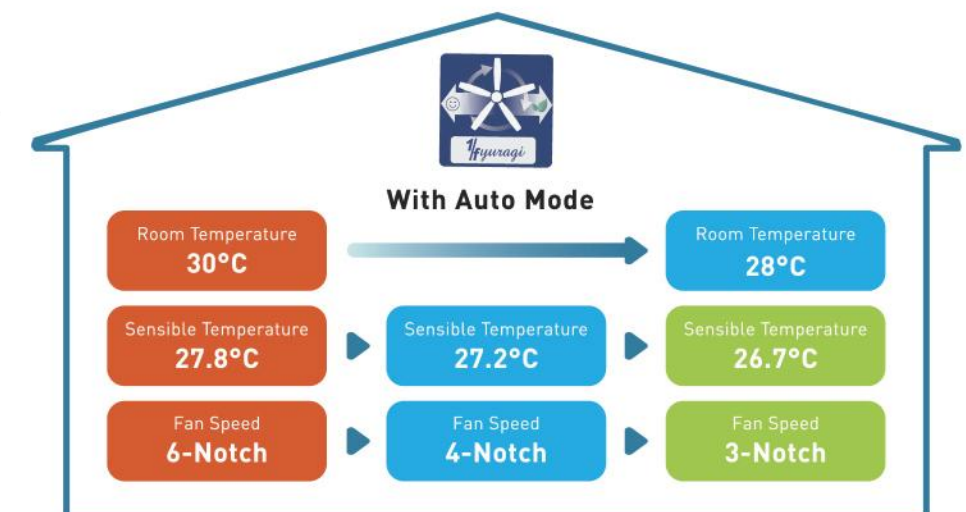 1/fyuragi
With Auto Mode
Room Temperature
30°C
Room Temperature
28°C
Sensible Temperature
27.8°C
Sensible Temperature
27.2°C
Sensible Temperature
26.7°C
Fan Speed
6-Notch
Fan Speed
4-Notch
Fan Speed
3-Notch